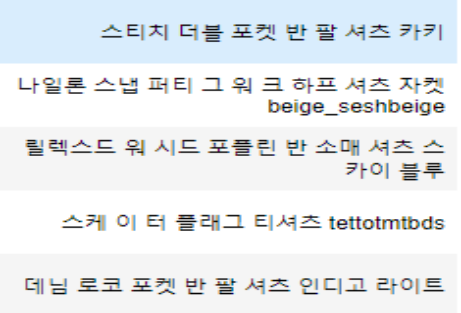 스티치 더블 포켓 반 팔 셔츠 카키
나일론 스냅 퍼티 그 워 크 하프 셔츠 자켓
beige_seshbeige
릴렉스드 워 시드 포플린 반 소매 셔츠 스
카이 블루
스케 이 터 플래그 티셔츠 tettotmtbds
데님 로코 포켓 반 팔 셔츠 인디고 라이트